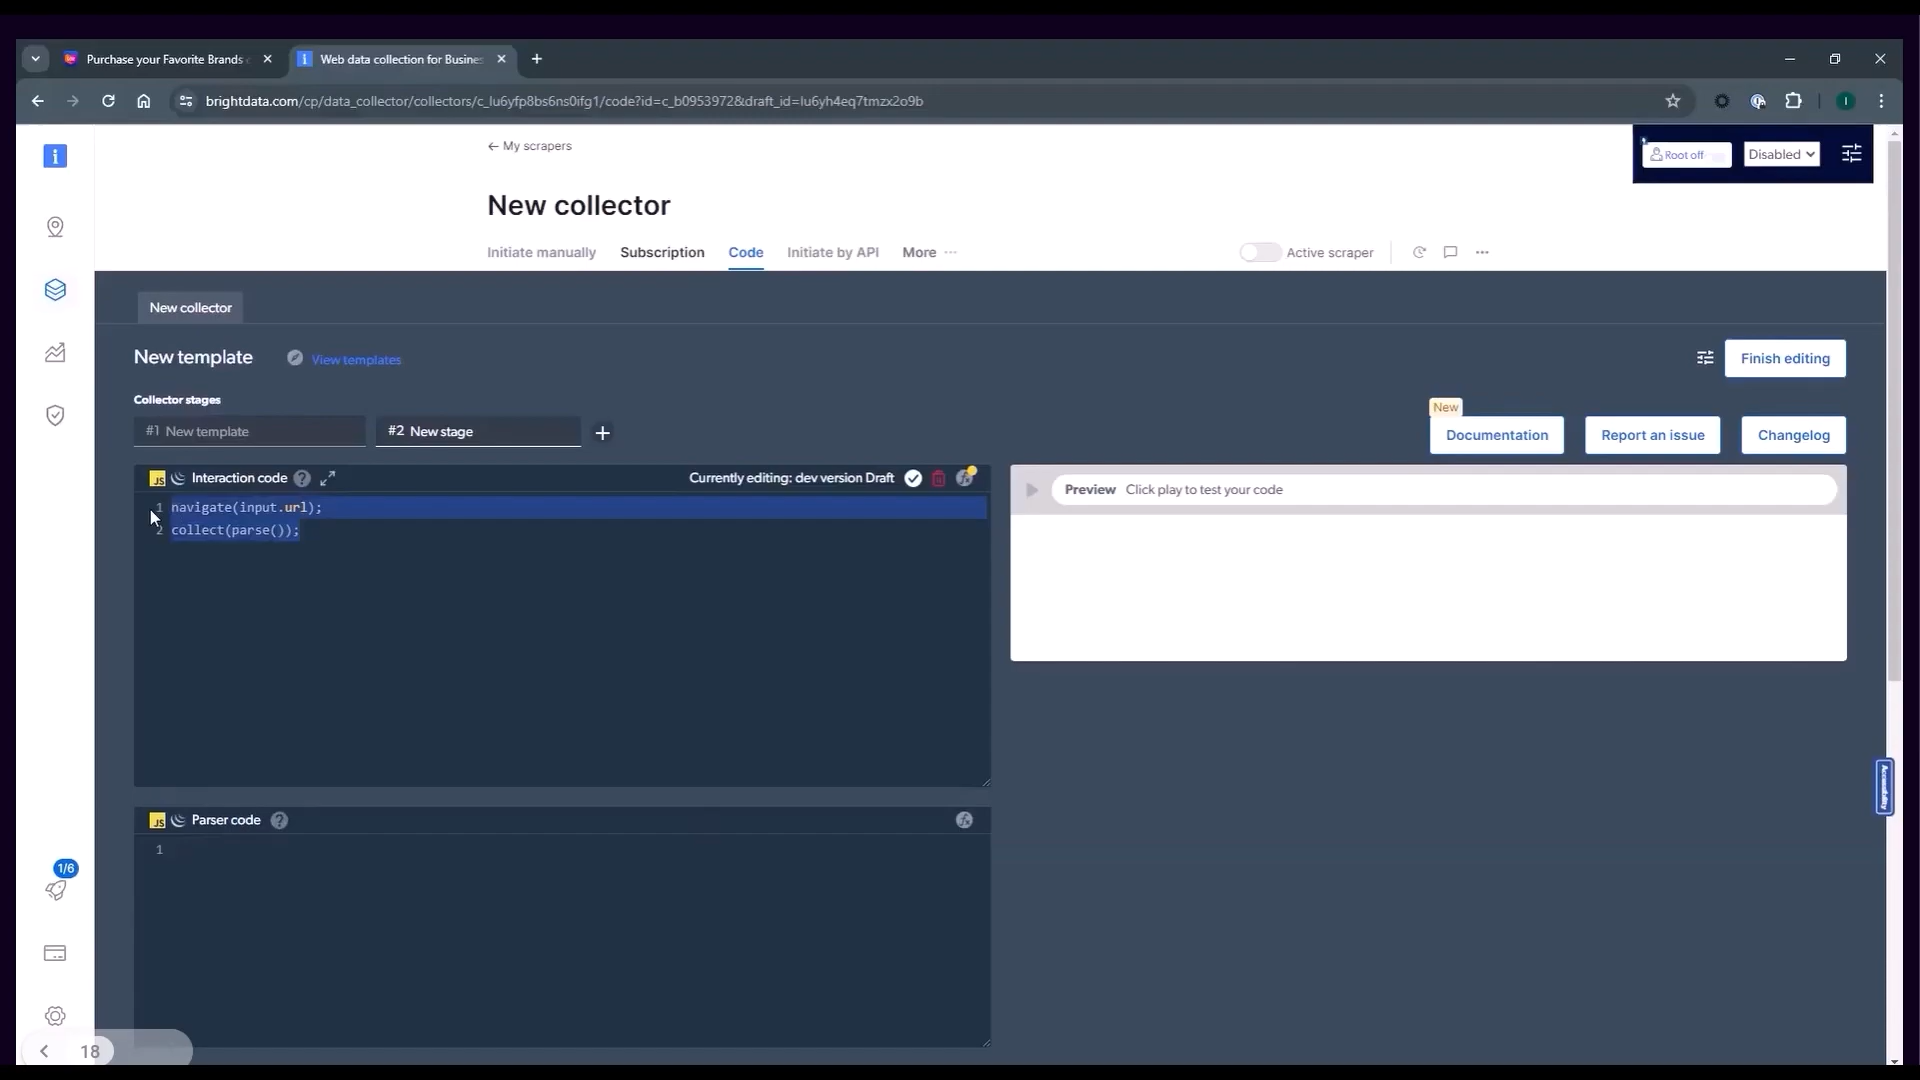 Purchase your Favorite Brands
Web data collection for Busines
brightdata.com/cp/data_collector/collectors/c_lu6yfp8bs6ns0ifg1/code?id=c_b0953972&draft_id=lu6yh4eq7tmzx2o9b
← My scrapers
Root off
Disabled
New collector
Initiate manually
Subscription
Code
Initiate by API
More
Active scraper
New collector
New template
View templates
Finish editing
Collector stages
#1 New template
#2 New stage
New
Documentation
Report an issue
Changelog
JS Interaction code
Currently editing: dev version Draft
1 navigate(input.url);
2 collect(parse());
Preview Click play to test your code
JS Parser code
1
1/6
18
Accessibility